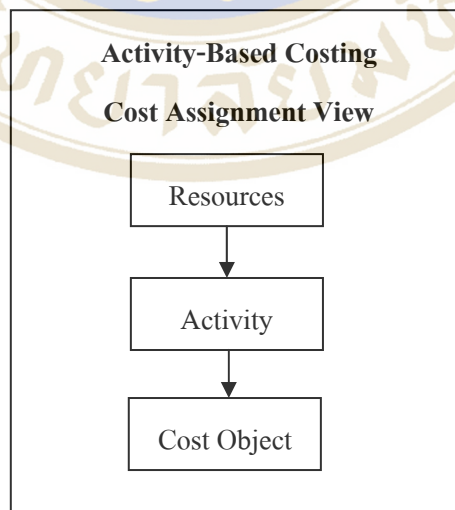 Activity-Based Costing
Cost Assignment View
Resources
Activity
Cost Object